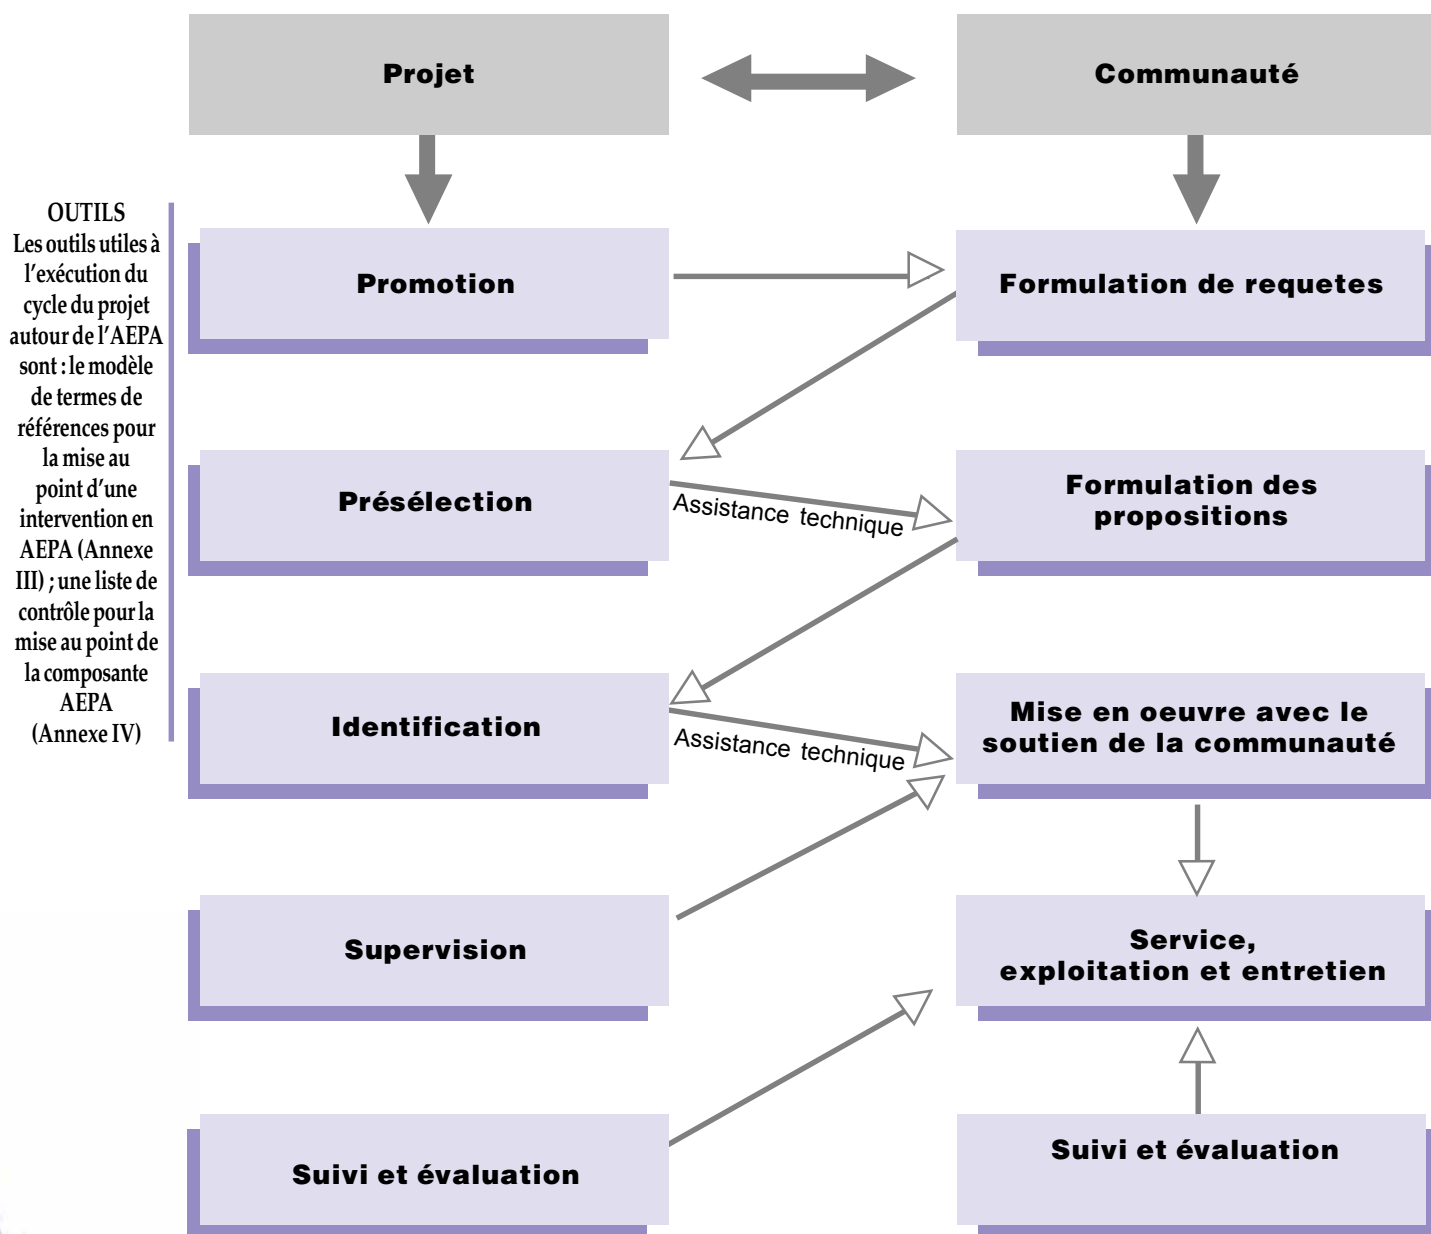 Projet
Communauté
OUTILS
Les outils utiles à
l'exécution du
cycle du projet
autour de l'AEPA
sont : le modèle
de termes de
références pour
la mise au
point d'une
intervention en
AEPA (Annexe
III) ; une liste de
contrôle pour la
mise au point de
la composante
AEPA
(Annexe IV)
Promotion
Formulation de requetes
Présélection
Assistance technique
Formulation des
propositions
Identification
Assistance technique
Mise en oeuvre avec le
soutien de la communauté
Supervision
Service,
exploitation et entretien
Suivi et évaluation
Suivi et évaluation